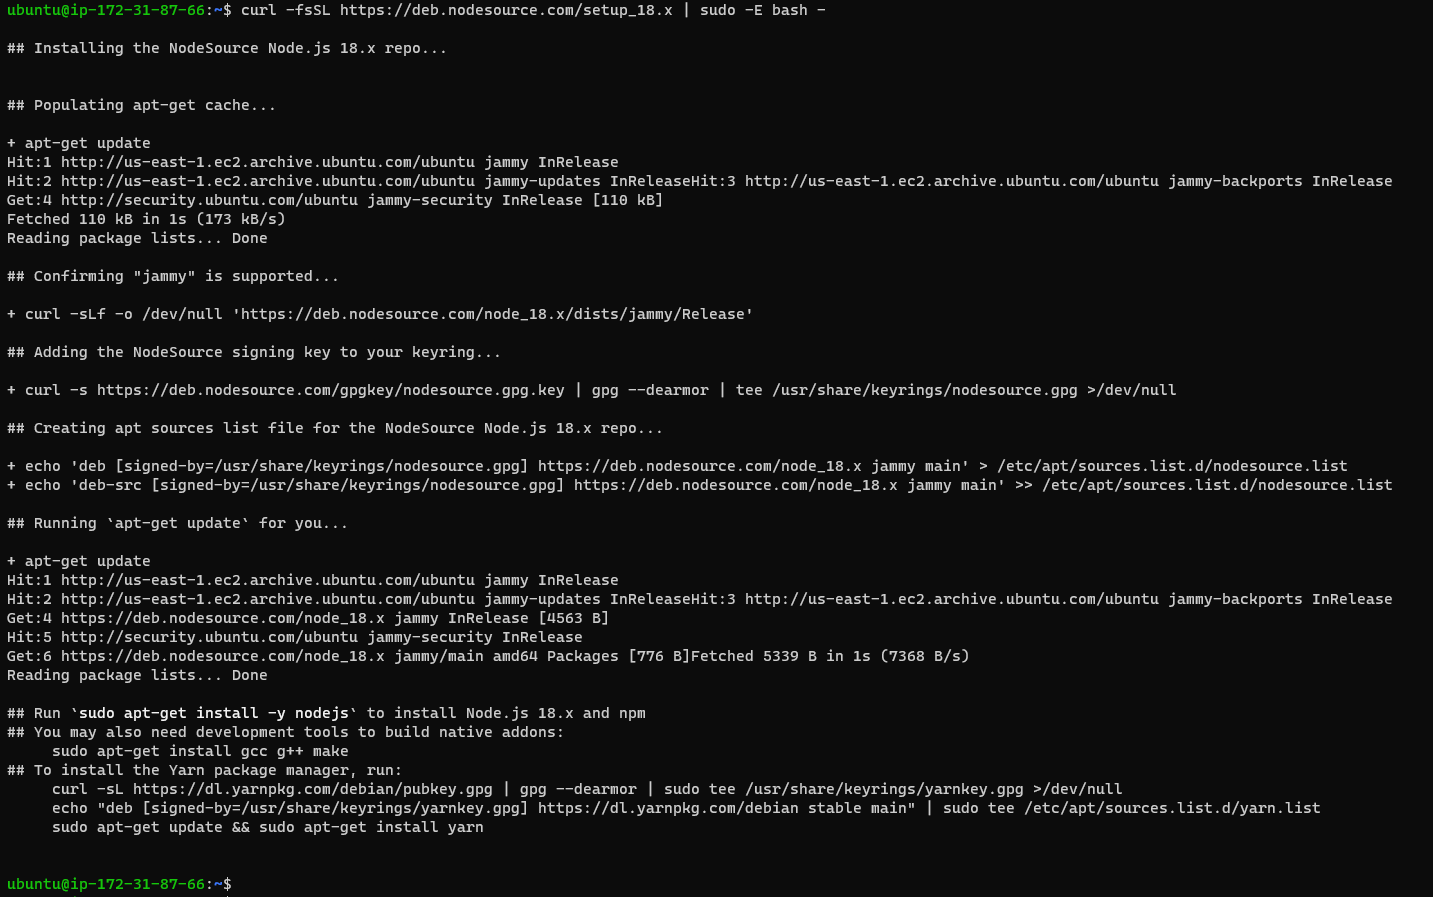 ubuntu@ip-172-31-87-66:~$ curl -fsSL https://deb.nodesource.com/setup_18.x | sudo -E bash -
## Installing the NodeSource Node.js 18.x repo...
## Populating apt-get cache...
+ apt-get update
Hit:1 http://us-east-1.ec2.archive.ubuntu.com/ubuntu jammy InRelease
Hit:2 http://us-east-1.ec2.archive.ubuntu.com/ubuntu jammy-updates InReleaseHit:3 http://us-east-1.ec2.archive.ubuntu.com/ubuntu jammy-backports InRelease
Get:4 http://security.ubuntu.com/ubuntu jammy-security InRelease [110 kB]
Fetched 110 kB in 1s (173 kB/s)
Reading package lists... Done
## Confirming "jammy" is supported...
+ curl -sLf -o /dev/null 'https://deb.nodesource.com/node_18.x/dists/jammy/Release'
## Adding the NodeSource signing key to your keyring...
+ curl -s https://deb.nodesource.com/gpgkey/nodesource.gpg.key | gpg --dearmor | tee /usr/share/keyrings/nodesource.gpg >/dev/null
## Creating apt sources list file for the NodeSource Node.js 18.x repo...
+ echo 'deb [signed-by=/usr/share/keyrings/nodesource.gpg] https://deb.nodesource.com/node_18.x jammy main' > /etc/apt/sources.list.d/nodesource.list
+ echo 'deb-src [signed-by=/usr/share/keyrings/nodesource.gpg] https://deb.nodesource.com/node_18.x jammy main' >> /etc/apt/sources.list.d/nodesource.list
## Running `apt-get update` for you...
+ apt-get update
Hit:1 http://us-east-1.ec2.archive.ubuntu.com/ubuntu jammy InRelease
Hit:2 http://us-east-1.ec2.archive.ubuntu.com/ubuntu jammy-updates InReleaseHit:3 http://us-east-1.ec2.archive.ubuntu.com/ubuntu jammy-backports InRelease
Get:4 https://deb.nodesource.com/node_18.x jammy InRelease [4563 B]
Hit:5 http://security.ubuntu.com/ubuntu jammy-security InRelease
Get:6 https://deb.nodesource.com/node_18.x jammy/main amd64 Packages [776 B]Fetched 5339 B in 1s (7368 B/s)
Reading package lists... Done
## Run `sudo apt-get install -y nodejs` to install Node.js 18.x and npm
## You may also need development tools to build native addons:
     sudo apt-get install gcc g++ make
## To install the Yarn package manager, run:
     curl -sL https://dl.yarnpkg.com/debian/pubkey.gpg | gpg --dearmor | sudo tee /usr/share/keyrings/yarnkey.gpg >/dev/null
     echo "deb [signed-by=/usr/share/keyrings/yarnkey.gpg] https://dl.yarnpkg.com/debian stable main" | sudo tee /etc/apt/sources.list.d/yarn.list
     sudo apt-get update && sudo apt-get install yarn
ubuntu@ip-172-31-87-66:~$